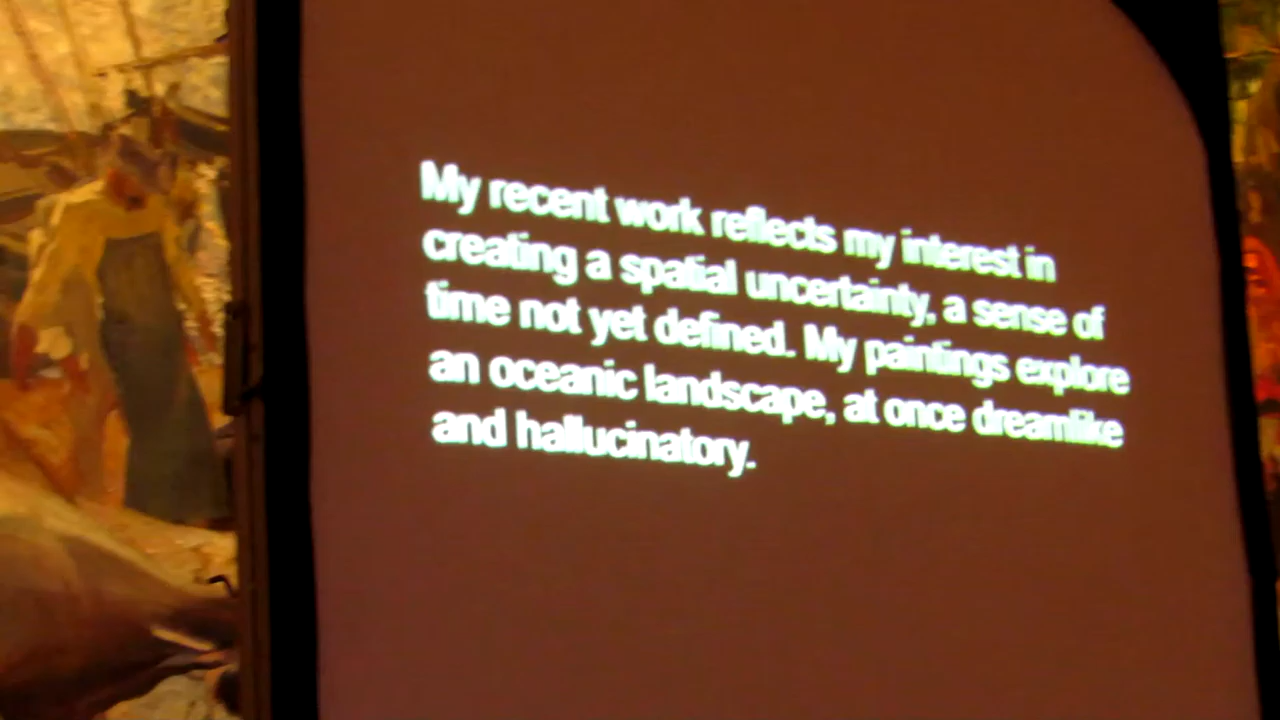 My recent work reflects my interest in
creating a spatial uncertainty, a sense of
time not yet defined. My paintings explore
an oceanic landscape, at once dreamlike
and hallucinatory.